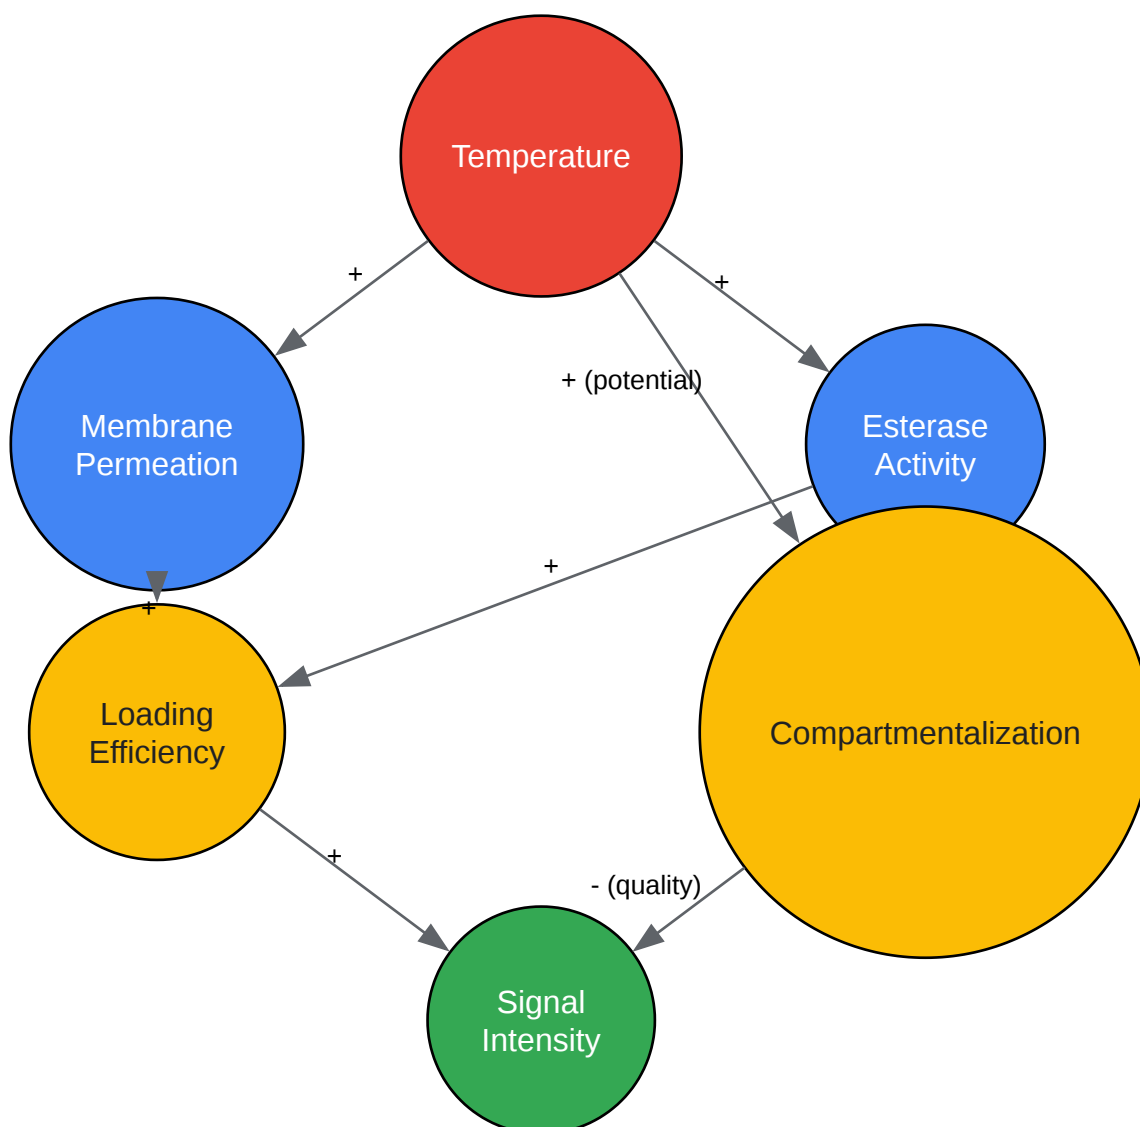 Temperature
+
+
+ (potential)
Membrane
Permeation
Esterase
Activity
+
+
Loading
Efficiency
Compartmentalization
+
- (quality)
Signal
Intensity